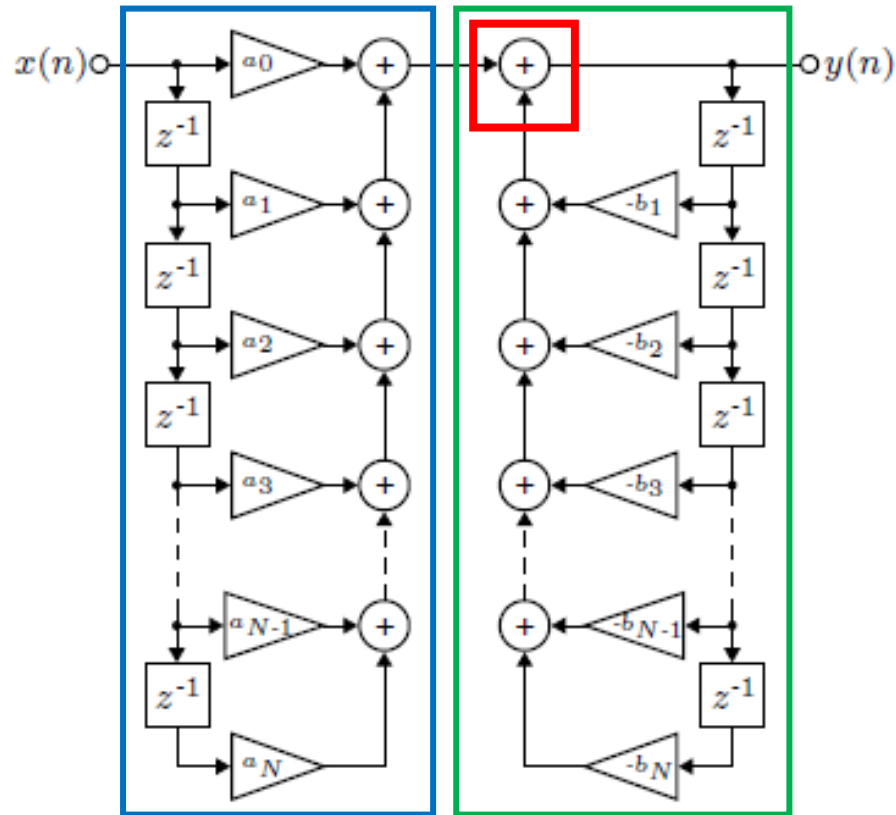 x(n) a0 + + y(n)
z-1 z-1
a1 + + -b1
z-1 z-1
a2 + + -b2
z-1 z-1
a3 + + -b3
aN-1 + + -bN-1
z-1 z-1
aN -bN